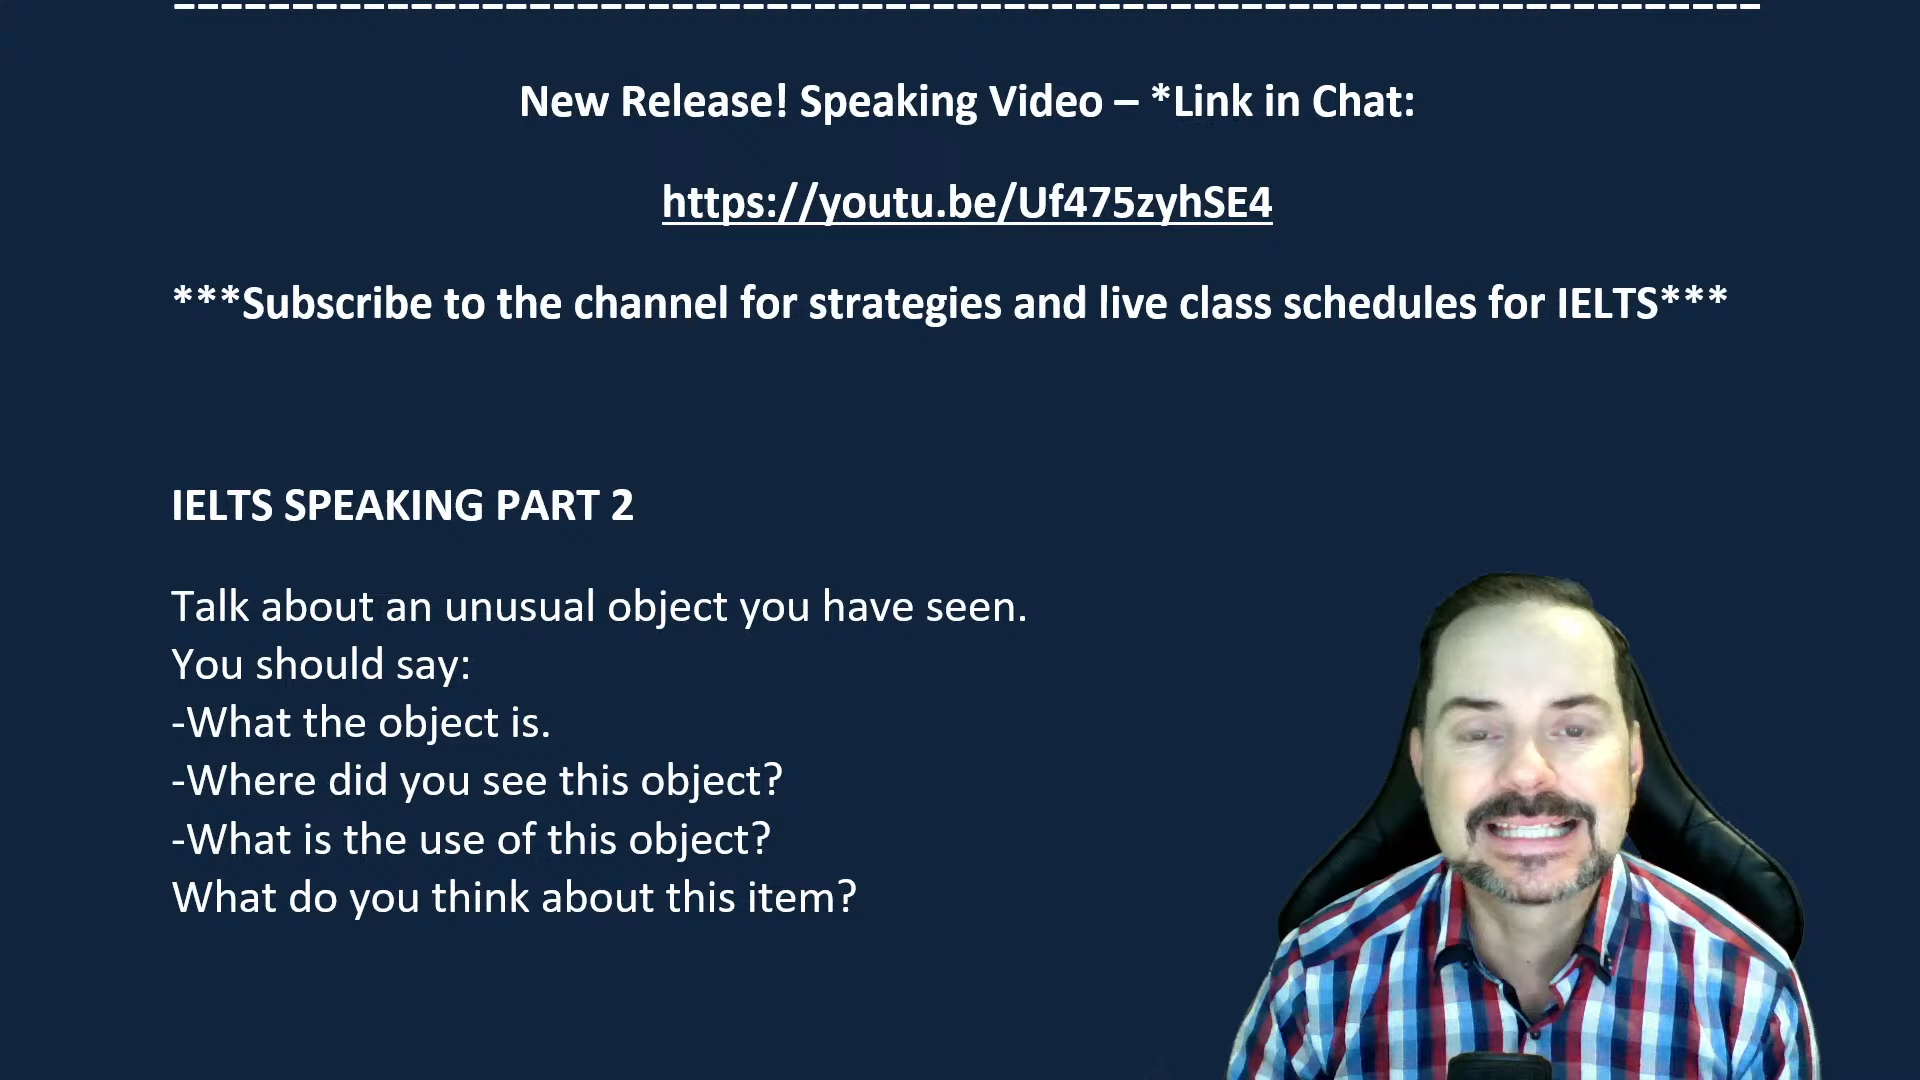 New Release! Speaking Video – *Link in Chat:
https://youtu.be/Uf475zyhSE4
***Subscribe to the channel for strategies and live class schedules for IELTS***
IELTS SPEAKING PART 2
Talk about an unusual object you have seen.
You should say:
-What the object is.
-Where did you see this object?
-What is the use of this object?
What do you think about this item?